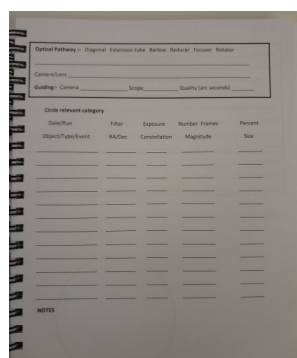 Optical Pathway :- Diagonal Extension tube Barlow Reducer Focuser Rotator
Camera/Lens
Guiding:- Camera Scope Quality (arc seconds)
Circle relevant category
Date/Run Filter Exposure Number Frames Percent
Object/Type/Event RA/Dec Constellation Magnitude Size
NOTES